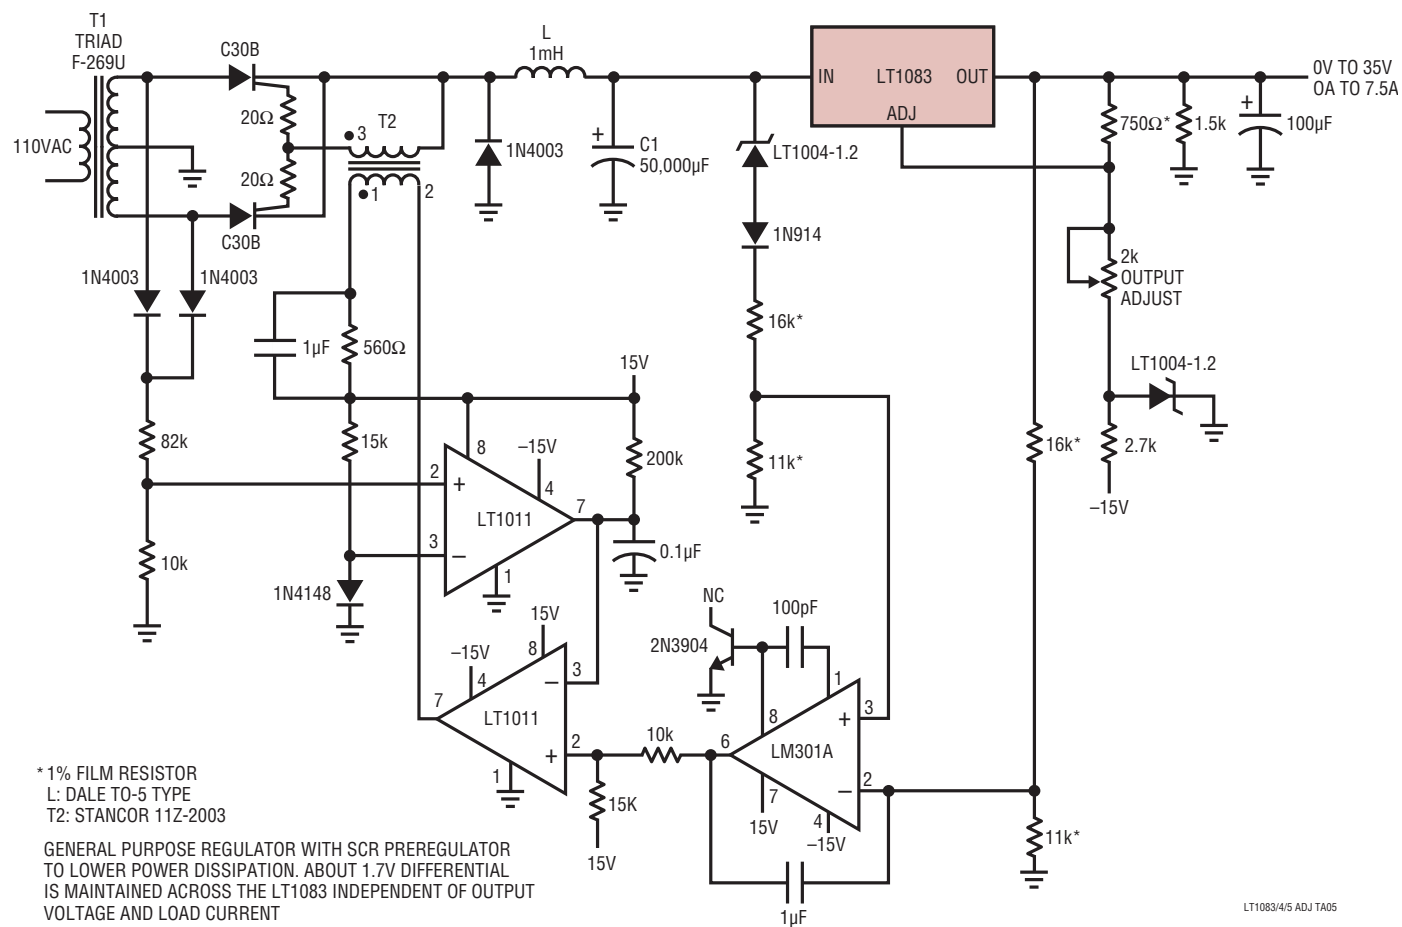 T1
TRIAD
F-269U
110VAC
C30B
20Ω
20Ω
C30B
T2
3
1
2
L
1mH
1N4003
+
C1
50,000µF
LT1004-1.2
1N914
16k*
11k*
IN
LT1083
OUT
ADJ
0V TO 35V
OA TO 7.5A
750Ω*
1.5k
+
100µF
2k
OUTPUT
ADJUST
LT1004-1.2
16k*
2.7k
–15V
1N4003
1N4003
82k
10k
1µF
560Ω
15k
1N4148
15V
200k
0.1µF
2
+
3
–
8
–15V
4
7
LT1011
1
15V
8
–15V
4
7
LT1011
3
–
2
+
1
10k
15K
15V
NC
2N3904
100pF
1
8
3
+
LM301A
6
2
–
7
15V
4
–15V
1µF
11k*
* 1% FILM RESISTOR
L: DALE TO-5 TYPE
T2: STANCOR 11Z-2003
GENERAL PURPOSE REGULATOR WITH SCR PREREGULATOR
TO LOWER POWER DISSIPATION. ABOUT 1.7V DIFFERENTIAL
IS MAINTAINED ACROSS THE LT1083 INDEPENDENT OF OUTPUT
VOLTAGE AND LOAD CURRENT
LT1083/4/5 ADJ TA05